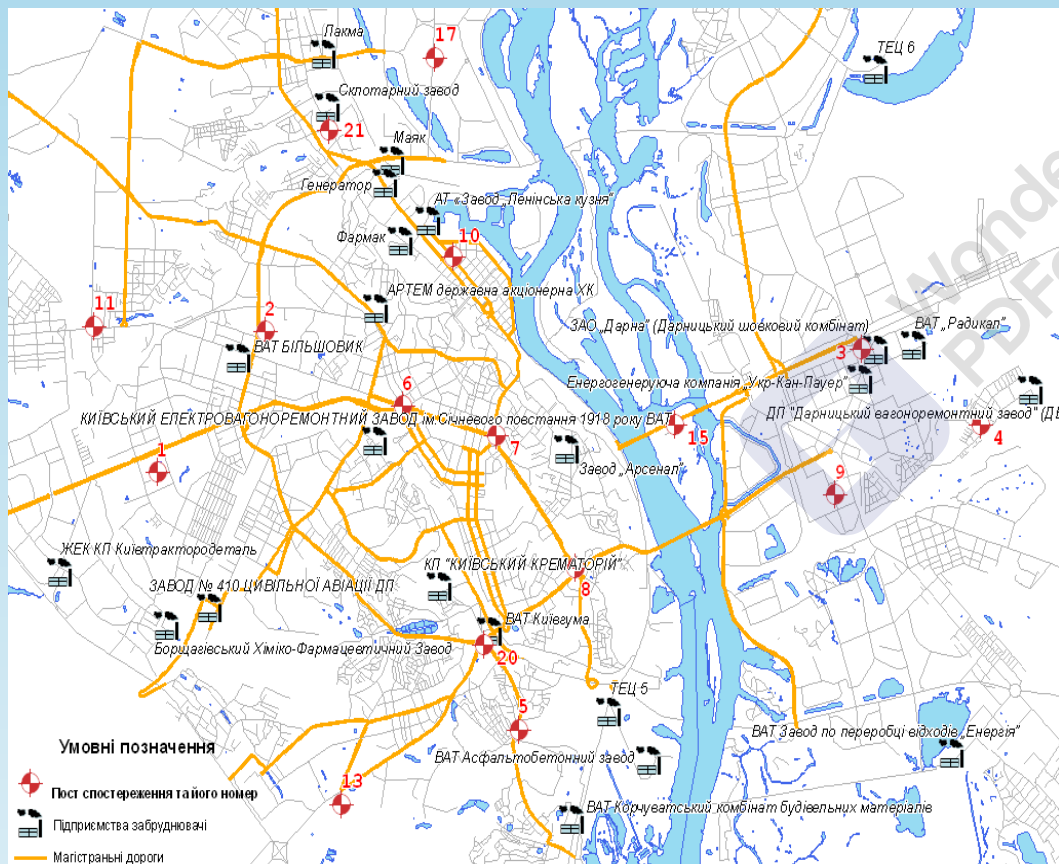 Лакма
17
ТЕЦ 6
Склотарний завод
21
Маяк
Генератор
АТ «Завод „Ленінська кузня"
Фармак
10
АРТЕМ державна акціонерна ХК
11
2
ЗАО „Дарна" (Дарницький шовковий комбінат)
ВАТ „Радикал"
3
ВАТ БІЛЬШОВИК
Енергогенеруюча компанія „Укр-Кан-Пауер"
6
КИЇВСЬКИЙ ЕЛЕКТРОВАГОНОРЕМОНТНИЙ ЗАВОД ім.Січневого повстання 1918 року ВАТ
ДП "Дарницький вагоноремонтний завод" (ДЕ
7
15
4
1
Завод „Арсенал"
9
ЖЕК КП Київтрактородеталь
КП "КИЇВСЬКИЙ КРЕМАТОРІЙ"
ЗАВОД № 410 ЦИВІЛЬНОЇ АВІАЦІЇ ДП
8
ВАТ Київгума
Борщагівський Хіміко-Фармацевтичний Завод
20
ТЕЦ 5
5
ВАТ Завод по переробці відходів „Енергія"
Умовні позначення
ВАТ Асфальтобетонний завод
13
Пост спостереження та його номер
ВАТ Корчуватський комбінат будівельних матеріалів
Підприємства забруднювачі
Магістральні дороги